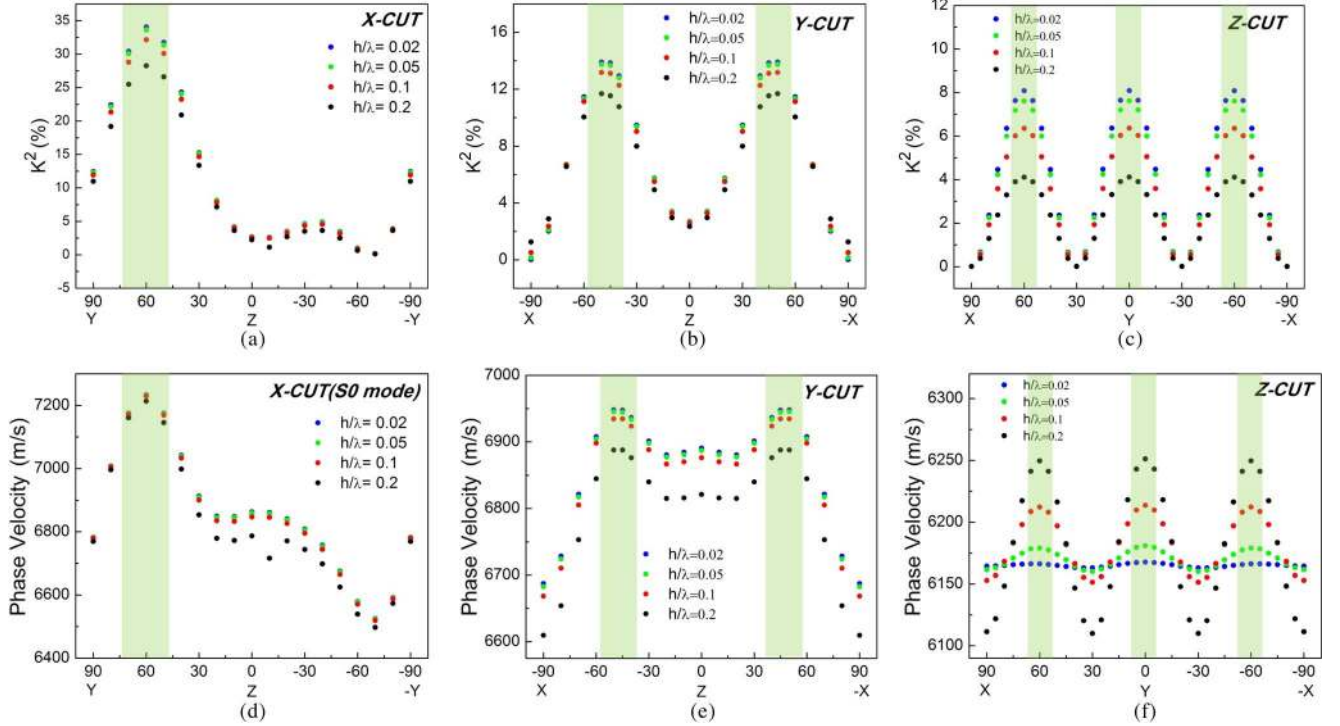 X-CUT
h/λ= 0.02
h/λ= 0.05
h/λ = 0.1
h/λ = 0.2
K² (%)
35
30
25
20
15
10
5
0
5
90 60 30 0 -30 -60 -90
Y Z -Y
(a)
Y-CUT
h/λ=0.02
h/λ=0.05
h/λ=0.1
h/λ=0.2
K² (%)
16
12
8
4
0
-90 -60 -30 0 30 60 90
X Z -X
(b)
Z-CUT
h/λ=0.02
h/λ=0.05
h/λ=0.1
h/λ=0.2
K² (%)
12
10
8
6
4
2
0
90 60 30 0 -30 -60 -90
X Y -X
(c)
X-CUT(S0 mode)
h/λ = 0.02
h/λ = 0.05
h/λ = 0.1
h/λ = 0.2
Phase Velocity (m/s)
7200
7000
6800
6600
6400
90 60 30 0 -30 -60 -90
Y Z -Y
(d)
Y-CUT
h/λ=0.02
h/λ=0.05
h/λ=0.1
h/λ=0.2
Phase Velocity (m/s)
7000
6900
6800
6700
6600
-90 -60 -30 0 30 60 90
X Z -X
(e)
Z-CUT
h/λ=0.02
h/λ=0.05
h/λ=0.1
h/λ=0.2
Phase Velocity (m/s)
6300
6250
6200
6150
6100
90 60 30 0 -30 -60 -90
X Y -X
(f)